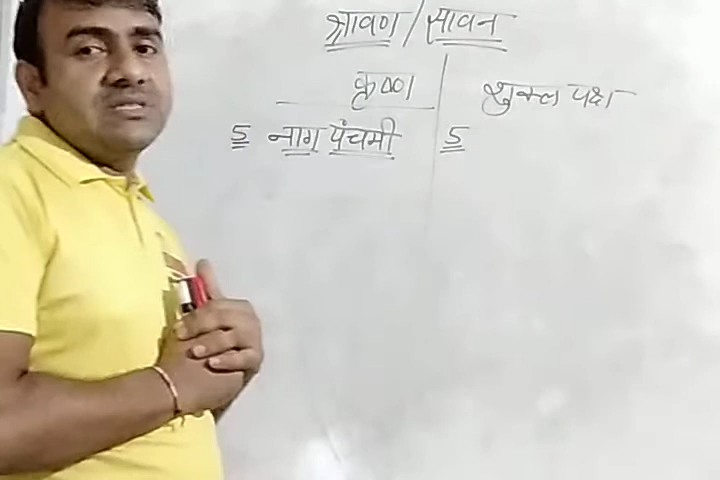 श्रावण / सावन
कृष्ण शुक्ल पक्ष
5 नाग पंचमी 5